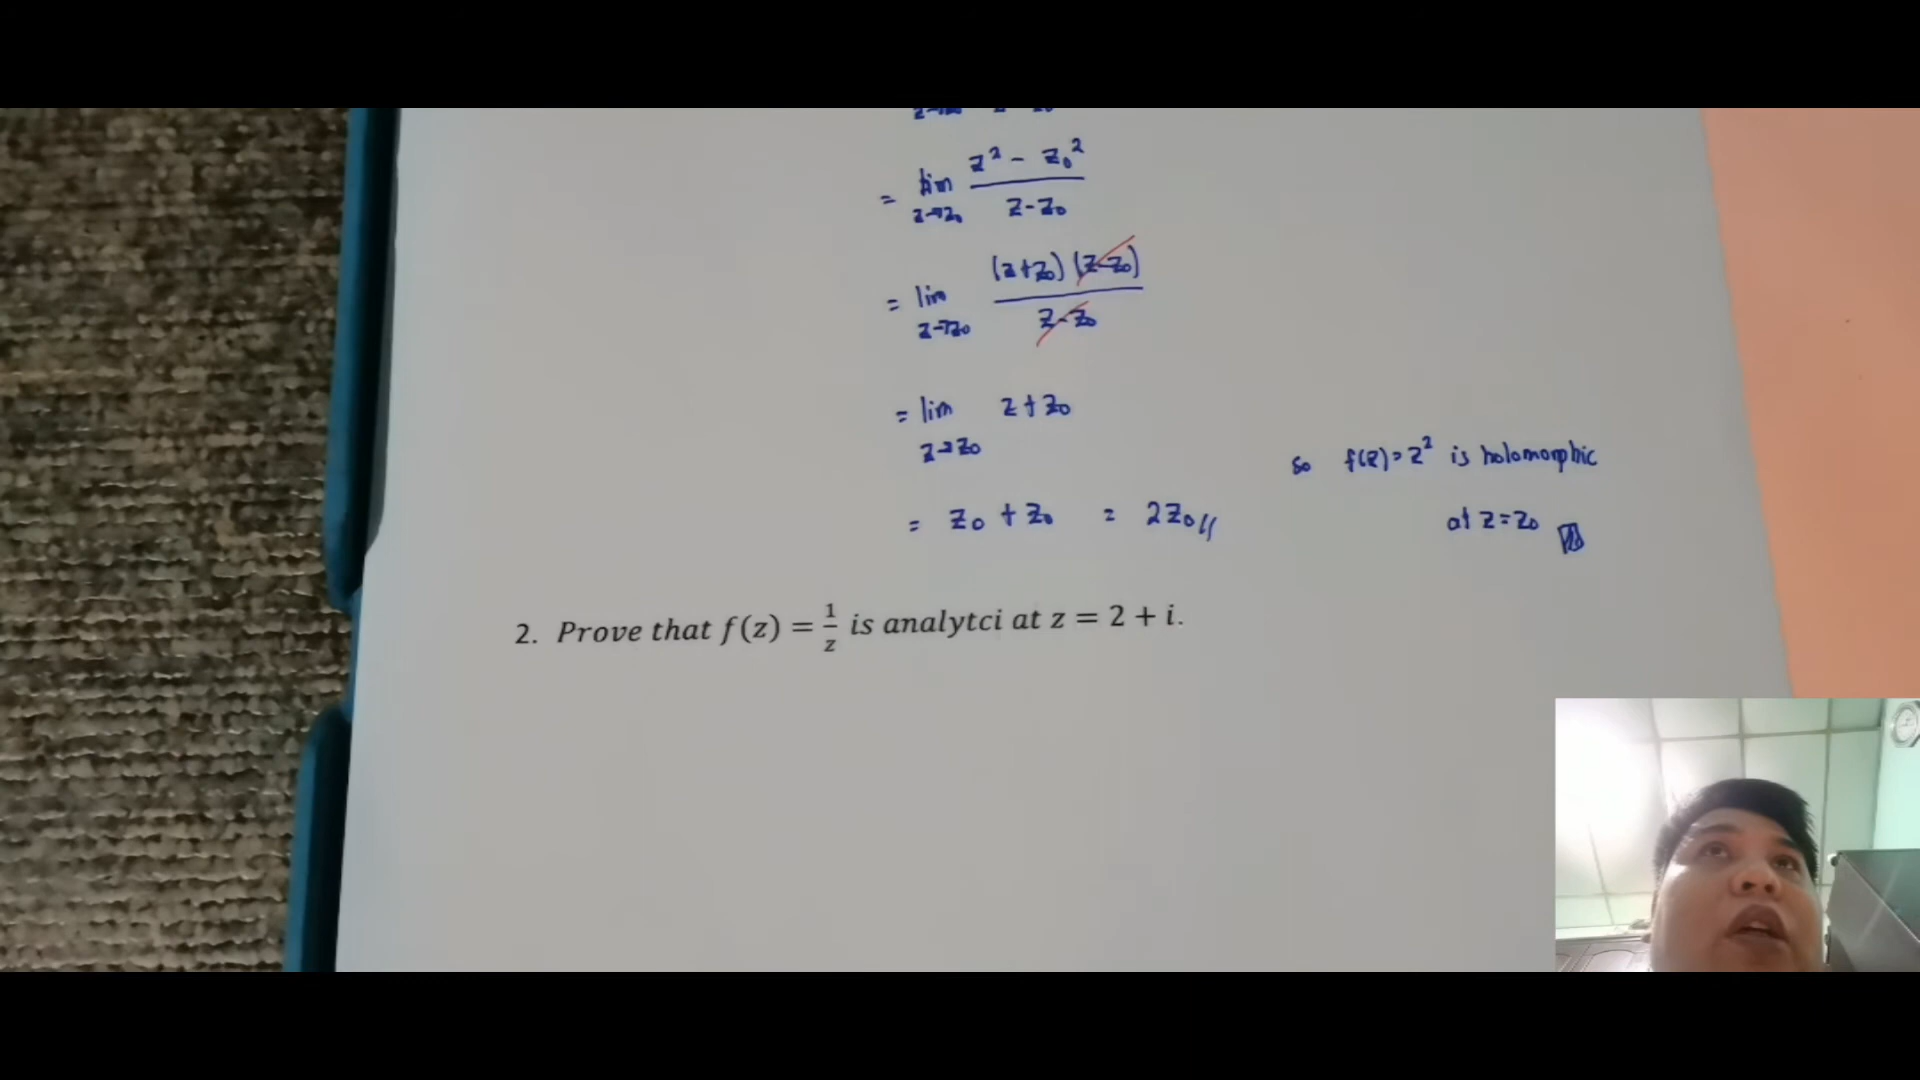 = lim z² - z₀² / z - z₀
z→z₀
= lim (z+z₀)(z-z₀) / z-z₀
z→z₀
= lim z+z₀
z→z₀
so f(z)=z² is holomorphic
= z₀ + z₀ = 2z₀//
at z=z₀
2. Prove that f(z) = 1/z is analytci at z = 2 + i.